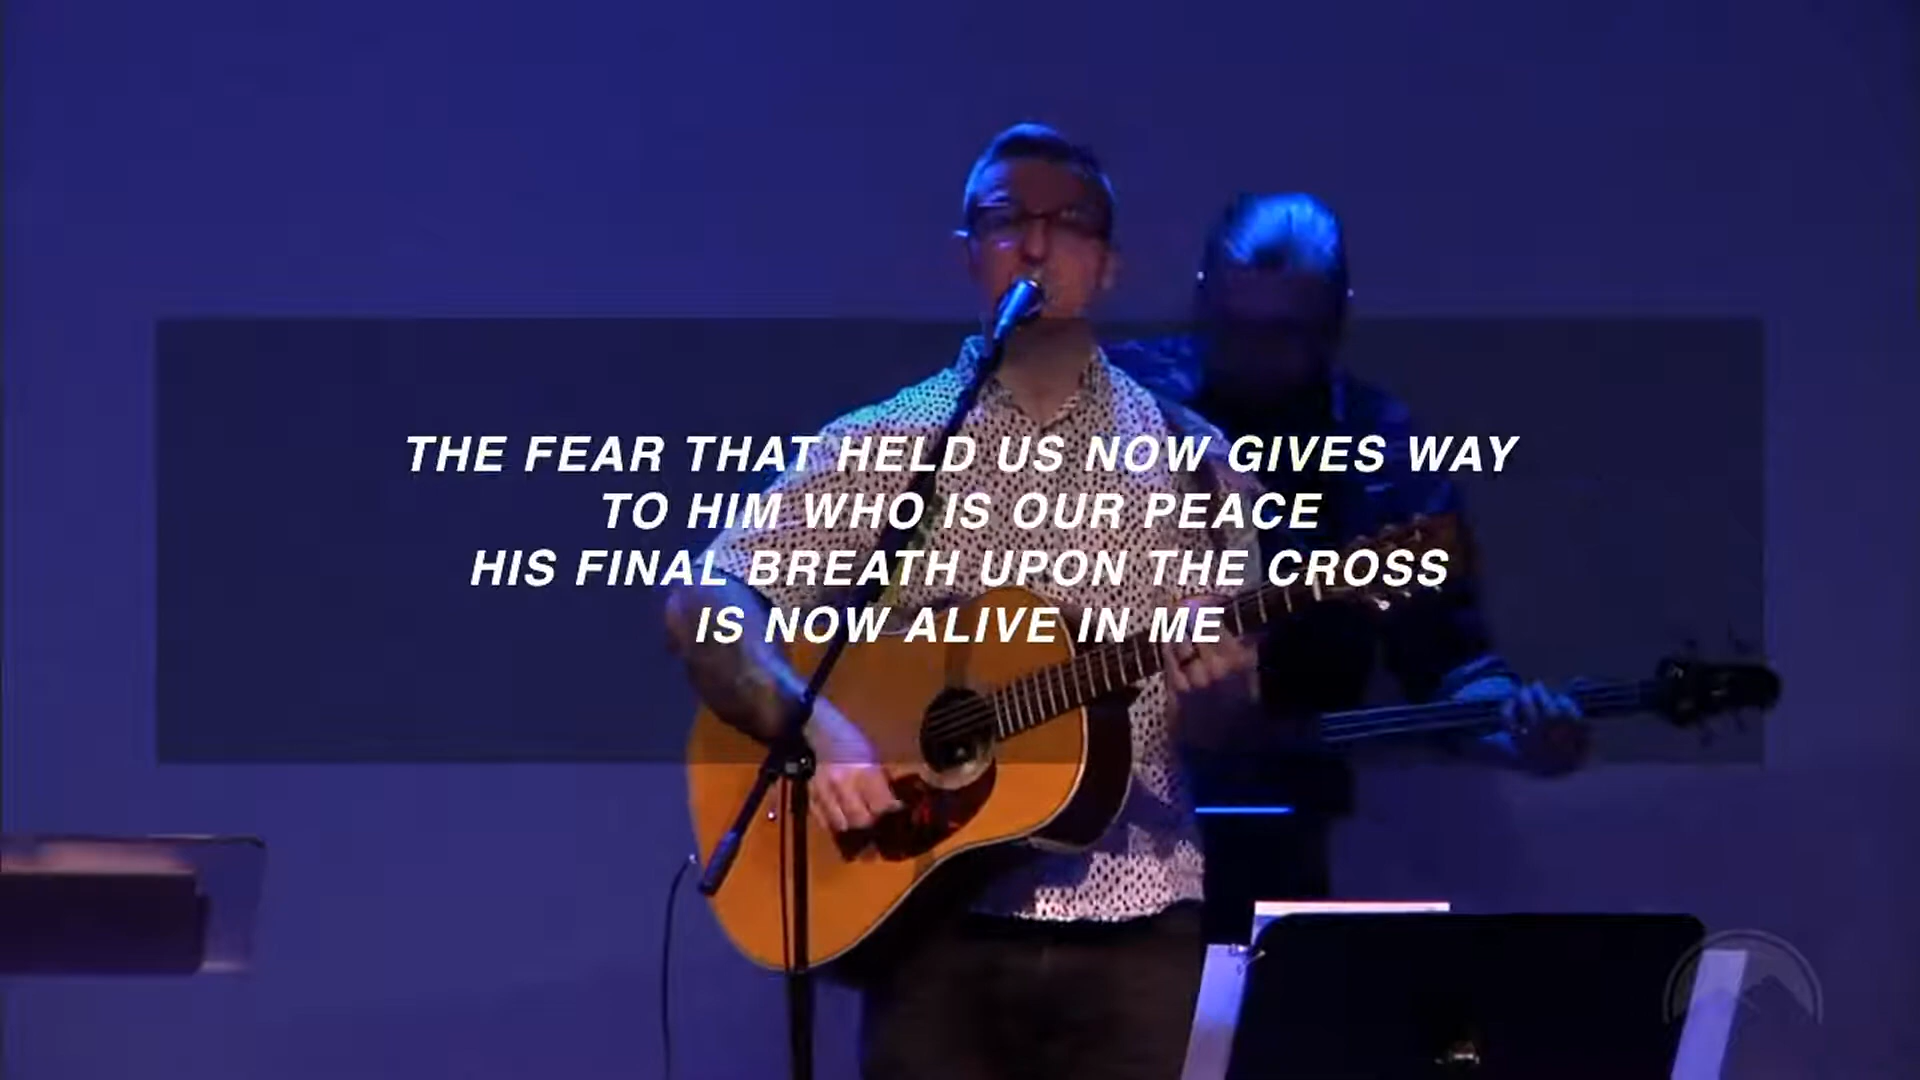 THE FEAR THAT HELD US NOW GIVES WAY
TO HIM WHO IS OUR PEACE
HIS FINAL BREATH UPON THE CROSS
IS NOW ALIVE IN ME